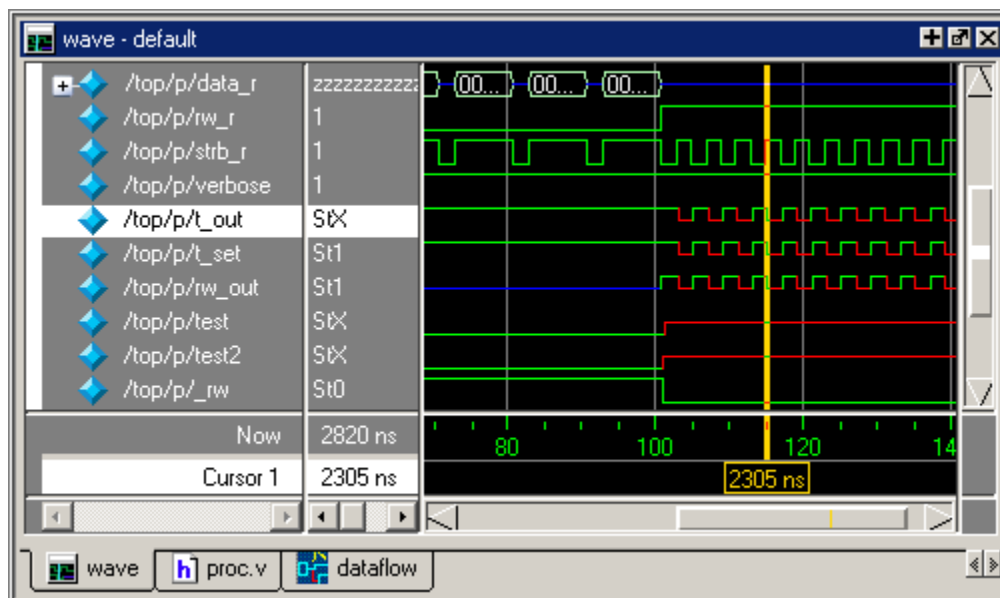 wave - default
/top/p/data_r zzzzzzzzzzz 00... 00... 00...
/top/p/rw_r 1
/top/p/strb_r 1
/top/p/verbose 1
/top/p/t_out StX
/top/p/t_set St1
/top/p/rw_out St1
/top/p/test StX
/top/p/test2 StX
/top/p/_rw St0
Now 2820 ns 80 100 120 14
Cursor 1 2305 ns 2305 ns
wave h proc.v dataflow